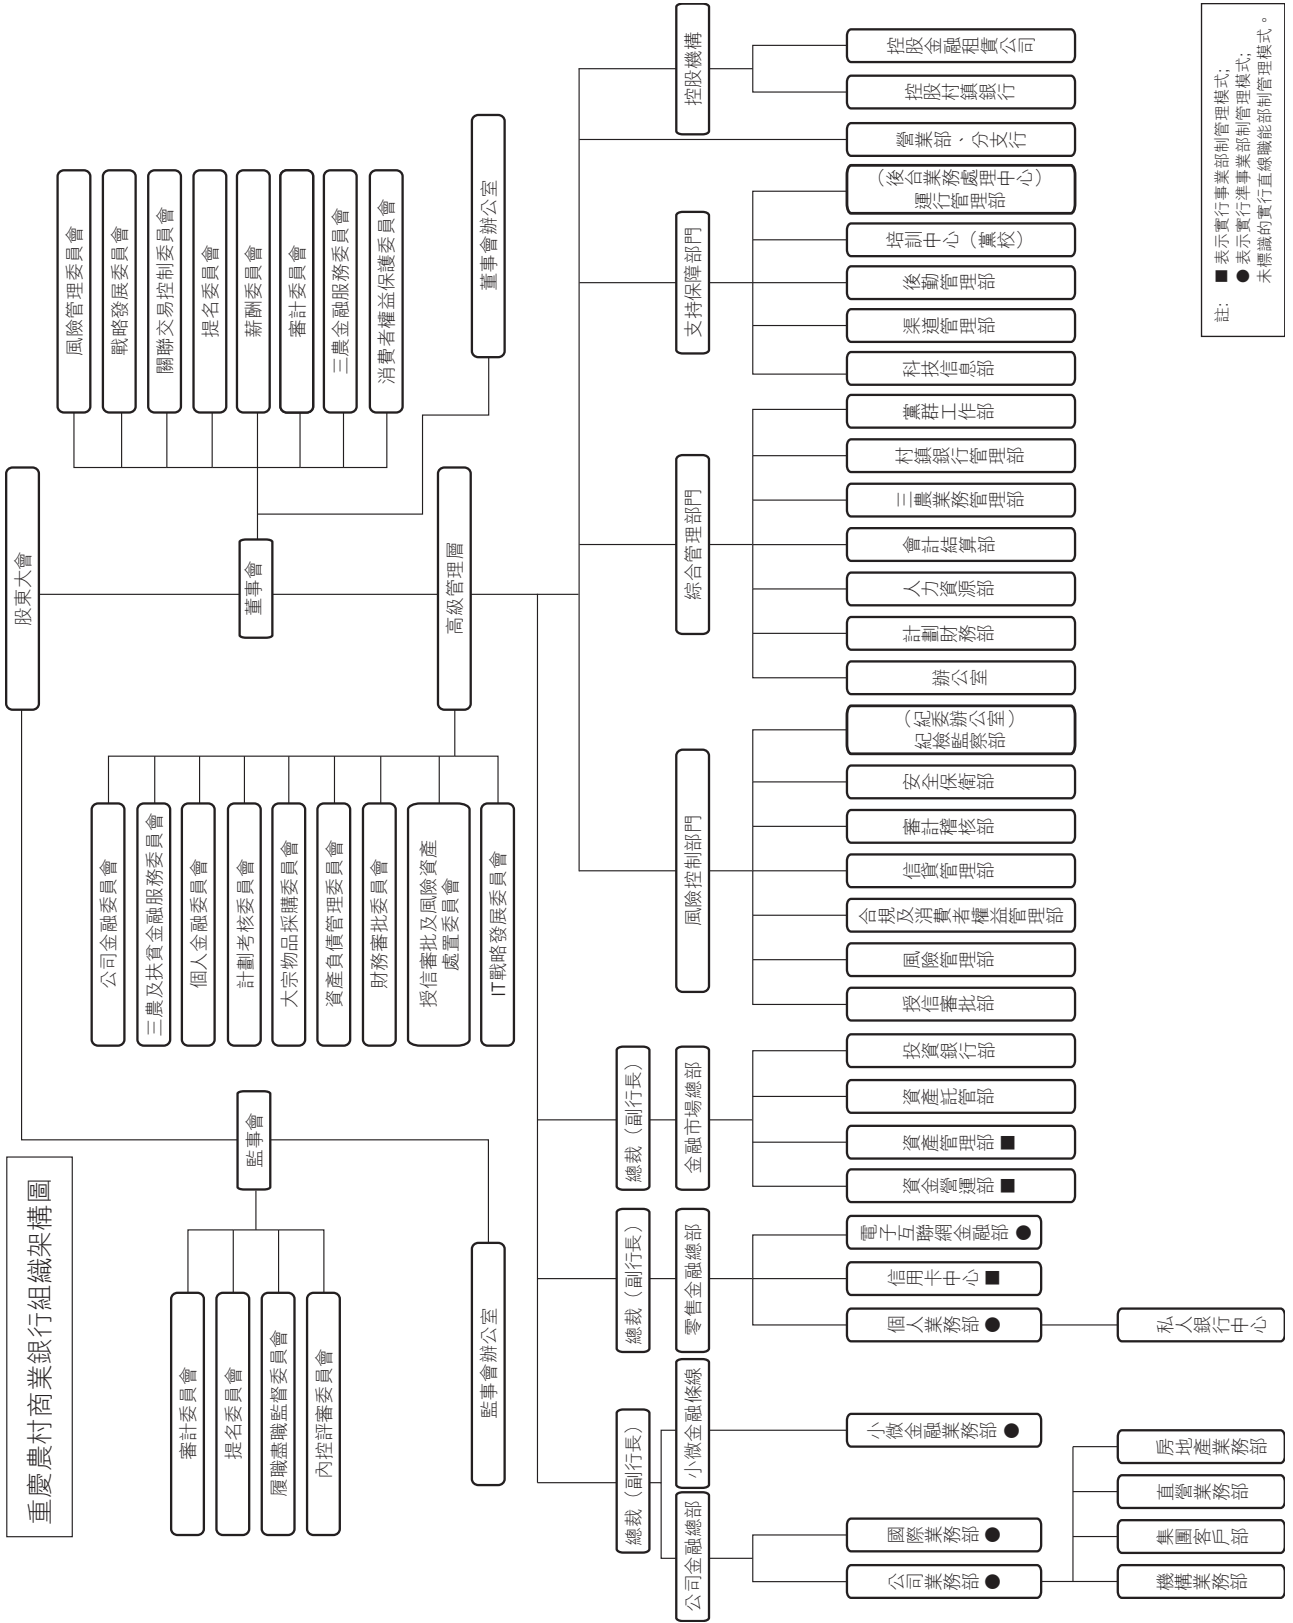 重慶農村商業銀行組織架構圖
股東大會
監事會
董事會
審計委員會
提名委員會
履職盡職監督委員會
內控評審委員會
監事會辦公室
風險管理委員會
戰略發展委員會
關聯交易控制委員會
提名委員會
薪酬委員會
審計委員會
三農金融服務委員會
消費者權益保護委員會
董事會辦公室
高級管理層
公司金融委員會
三農及扶貧金融服務委員會
個人金融委員會
計劃考核委員會
大宗物品採購委員會
資產負債管理委員會
財務審批委員會
授信審批及風險資產
處置委員會
IT戰略發展委員會
總裁（副行長）
總裁（副行長）
總裁（副行長）
公司金融總部
小微金融條線
零售金融總部
金融市場總部
風險控制部門
綜合管理部門
支持保障部門
控股機構
公司業務部●
國際業務部●
小微金融業務部●
個人業務部●
信用卡中心■
電子互聯網金融部●
資金營運部■
資產管理部■
資產託管部
投資銀行部
授信審批部
風險管理部
合規及消費者權益管理部
信貸管理部
審計稽核部
安全保衛部
（紀委辦公室）
紀檢監察部
辦公室
計劃財務部
人力資源部
會計結算部
三農業務管理部
村鎮銀行管理部
黨群工作部
科技信息部
渠道管理部
後勤管理部
培訓中心（黨校）
（後台業務處理中心）
運行管理部
營業部、分支行
控股村鎮銀行
控股金融租賃公司
機構業務部
集團客戶部
直營業務部
房地產業務部
私人銀行中心
註: ■ 表示實行事業部制管理模式;
● 表示實行準事業部制管理模式;
未標識的實行直線職能部制管理模式。